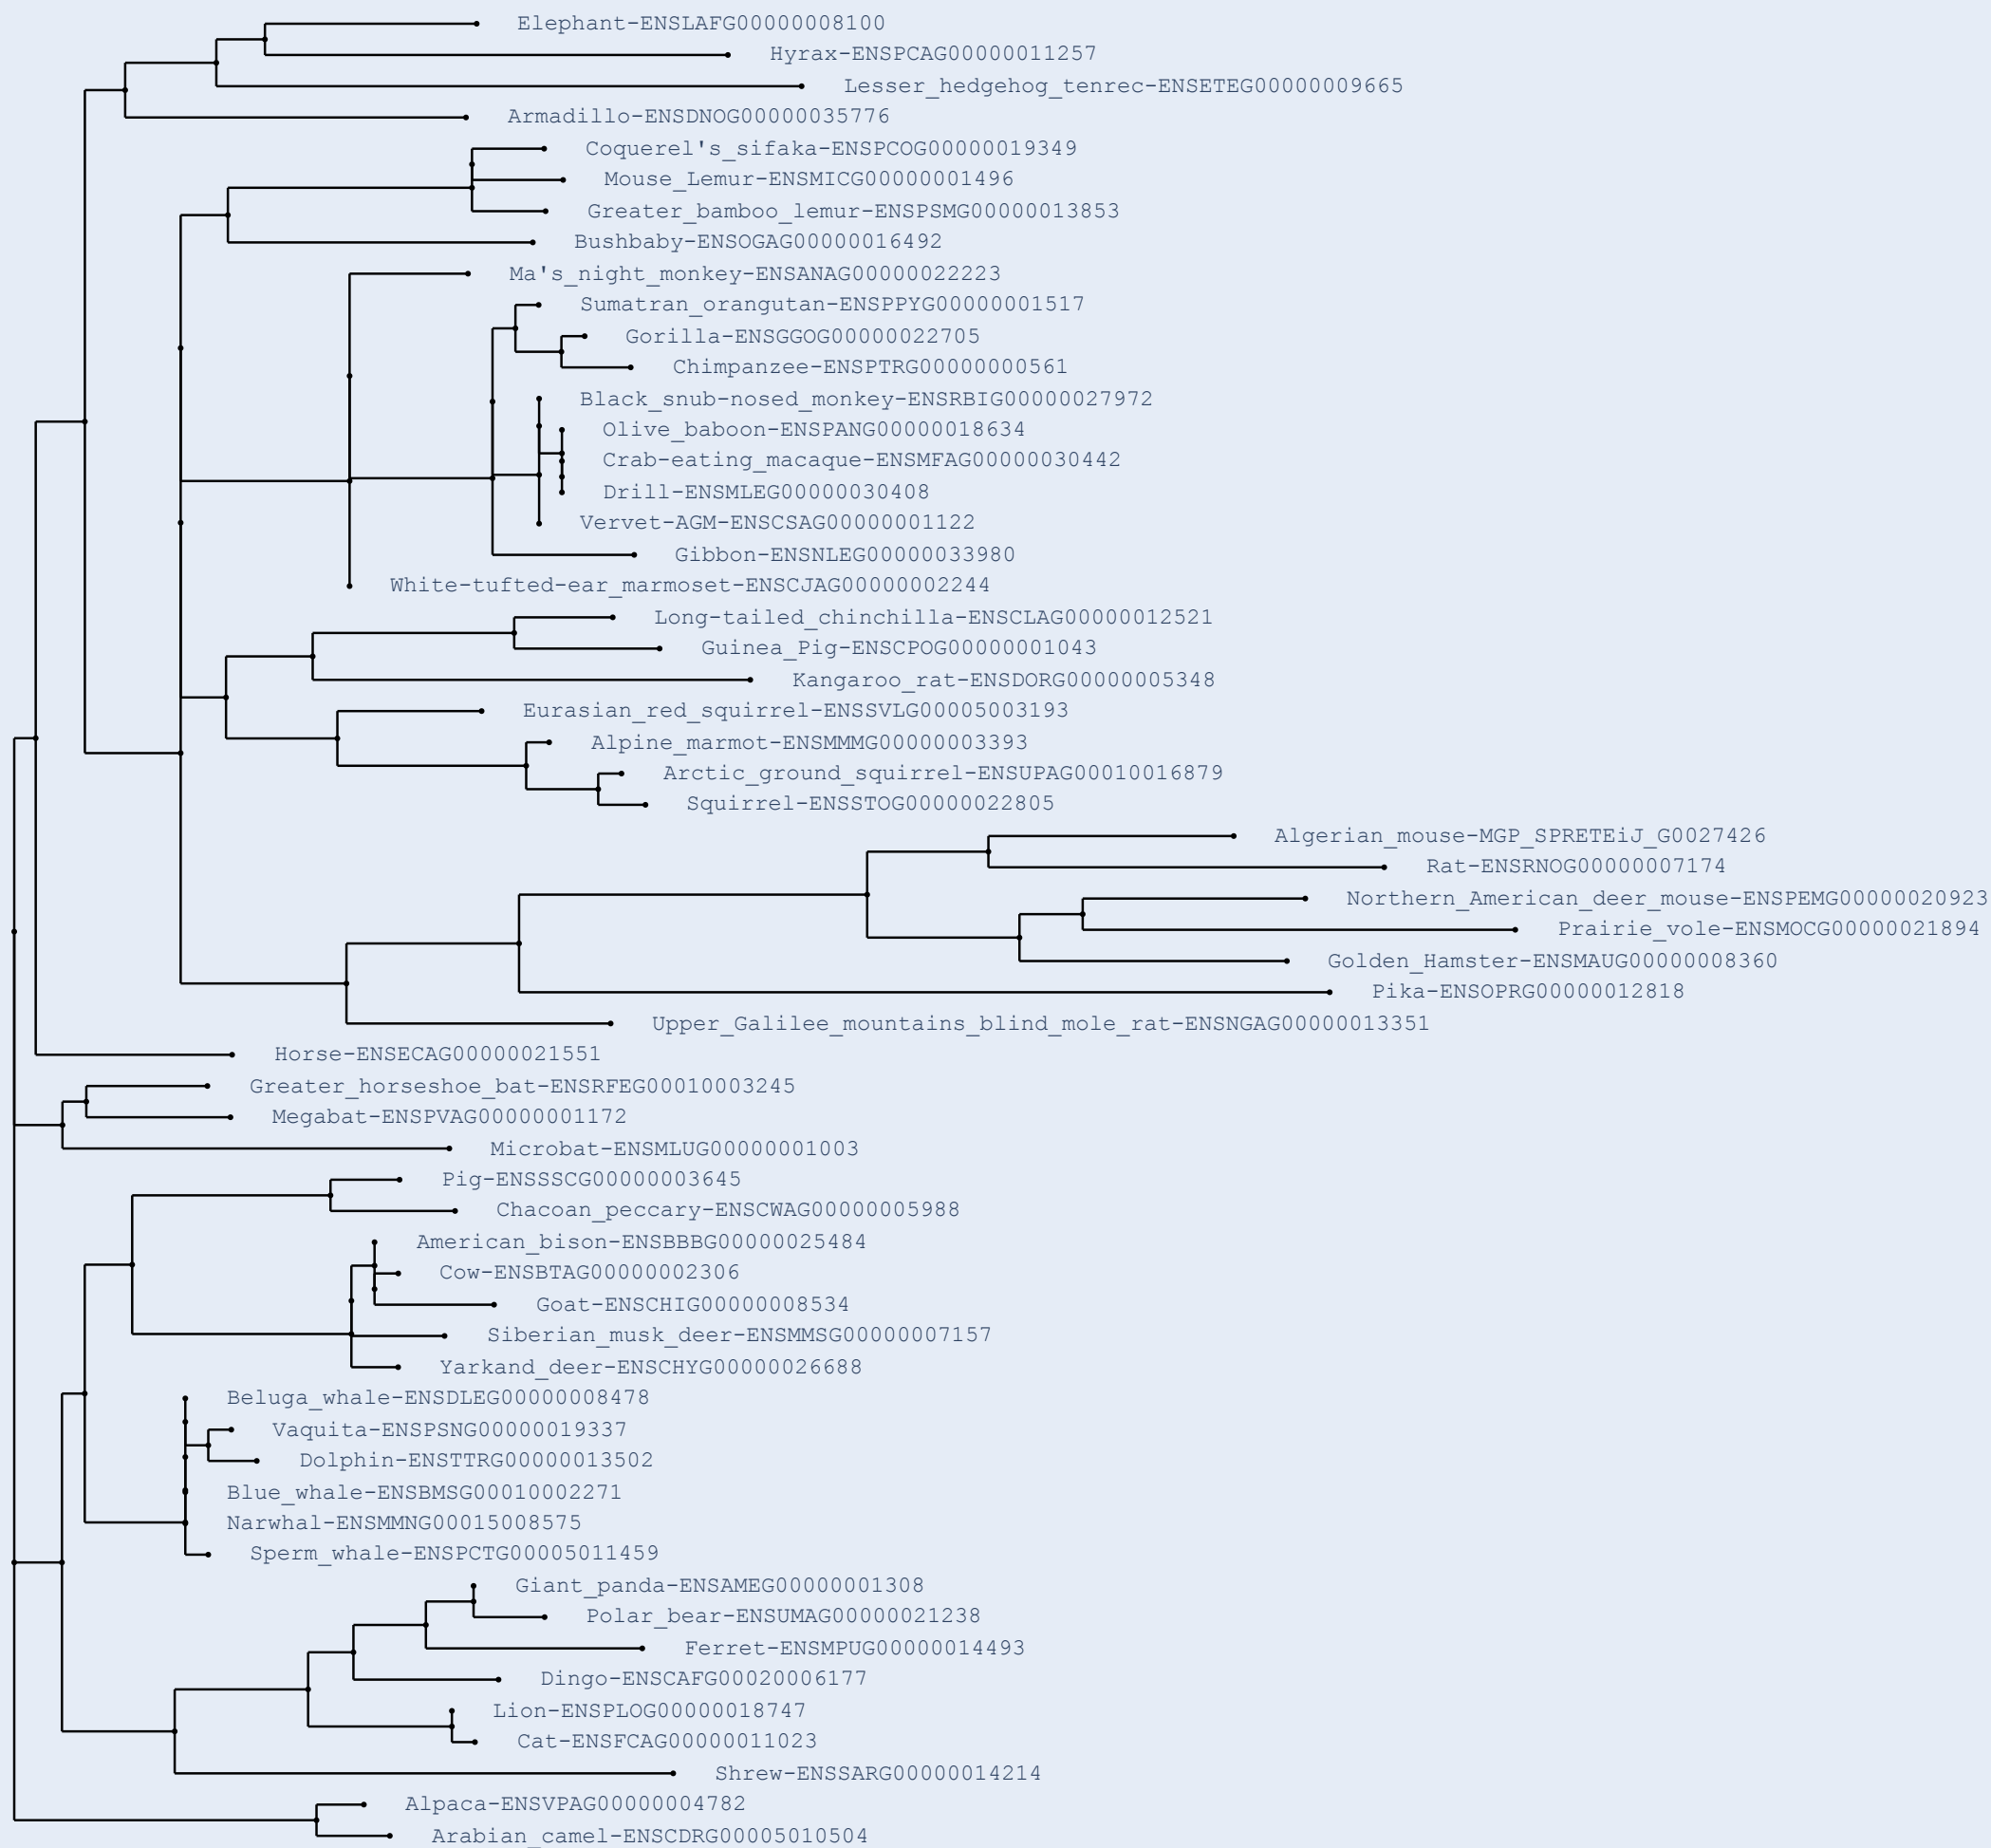 Elephant-ENSLAFG00000008100
Hyrax-ENSPCAG00000011257
Lesser_hedgehog_tenrec-ENSETEG00000009665
Armadillo-ENSDNOG00000035776
Coquerel's_sifaka-ENSPCOG00000019349
Mouse_Lemur-ENSMICG00000001496
Greater_bamboo_lemur-ENSPSMG00000013853
Bushbaby-ENSOGAG00000016492
Ma's_night_monkey-ENSANAG00000022223
Sumatran_orangutan-ENSPPYG00000001517
Gorilla-ENSGGOG00000022705
Chimpanzee-ENSPTRG00000000561
Black_snub-nosed_monkey-ENSRBIG00000027972
Olive_baboon-ENSPANG00000018634
Crab-eating_macaque-ENSMFAG00000030442
Drill-ENSMLEG00000030408
Vervet-AGM-ENSCSAG00000001122
Gibbon-ENSNLEG00000033980
White-tufted-ear_marmoset-ENSCJAG00000002244
Long-tailed_chinchilla-ENSCLAG00000012521
Guinea_Pig-ENSCPOG00000001043
Kangaroo_rat-ENSDORG00000005348
Eurasian_red_squirrel-ENSSVLG00005003193
Alpine_marmot-ENSMMMG00000003393
Arctic_ground_squirrel-ENSUPAG00010016879
Squirrel-ENSSTOG00000022805
Algerian_mouse-MGP_SPRETEiJ_G0027426
Rat-ENSRNOG00000007174
Northern_American_deer_mouse-ENSPEMG00000020923
Prairie_vole-ENSMOCG00000021894
Golden_Hamster-ENSMAUG00000008360
Pika-ENSOPRG00000012818
Upper_Galilee_mountains_blind_mole_rat-ENSNGAG00000013351
Horse-ENSECAG00000021551
Greater_horseshoe_bat-ENSRFEG00010003245
Megabat-ENSPVAG00000001172
Microbat-ENSMLUG00000001003
Pig-ENSSSCG00000003645
Chacoan_peccary-ENSCWAG00000005988
American_bison-ENSBBBG00000025484
Cow-ENSBTAG00000002306
Goat-ENSCHIG00000008534
Siberian_musk_deer-ENSMMSG00000007157
Yarkand_deer-ENSCHYG00000026688
Beluga_whale-ENSDLEG00000008478
Vaquita-ENSPSNG00000019337
Dolphin-ENSTTRG00000013502
Blue_whale-ENSBMSG00010002271
Narwhal-ENSMMNG00015008575
Sperm_whale-ENSPCTG00005011459
Giant_panda-ENSAMEG00000001308
Polar_bear-ENSUMAG00000021238
Ferret-ENSMPUG00000014493
Dingo-ENSCAFG00020006177
Lion-ENSPLOG00000018747
Cat-ENSFCAG00000011023
Shrew-ENSSARG00000014214
Alpaca-ENSVPAG00000004782
Arabian_camel-ENSCDRG00005010504